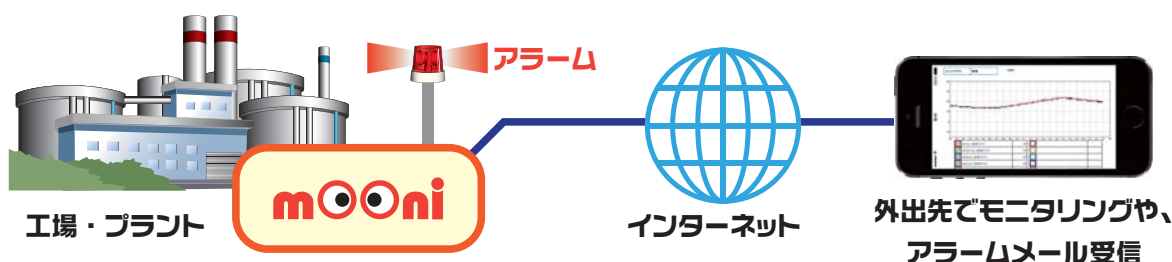 アラーム
mooni
工場・プラント
インターネット
外出先でモニタリングや、
アラームメール受信